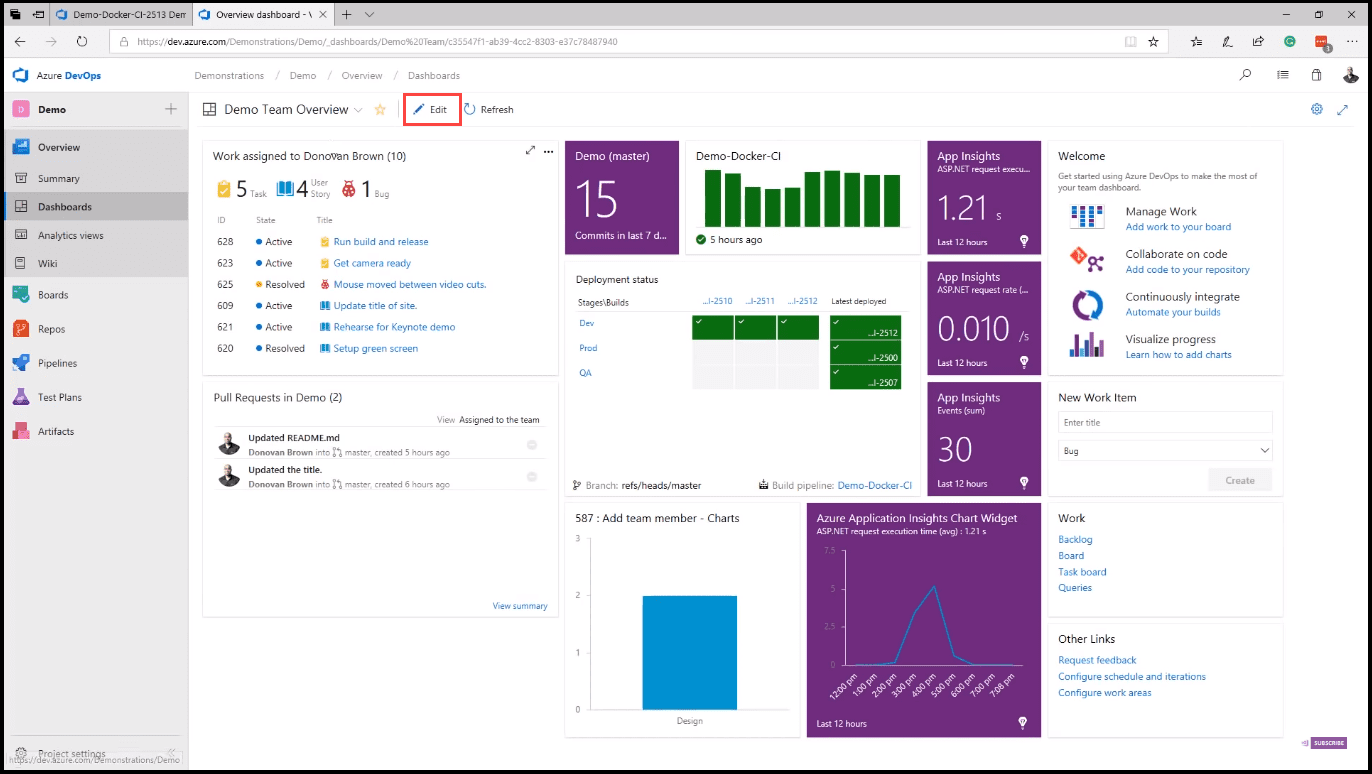 Demo-Docker-CI-2513 Dem
Overview dashboard - V
https://dev.azure.com/Demonstrations/Demo/_dashboards/Demo%20Team/c35547f1-ab39-4cc2-8303-e37c78487940
3
Azure DevOps
Demonstrations / Demo / Overview / Dashboards
D Demo
Demo Team Overview
Edit
Refresh
Overview
Summary
Dashboards
Analytics views
Wiki
Boards
Repos
Pipelines
Test Plans
Artifacts
Project settings
https://dev.azure.com/Demonstrations/Demo
Work assigned to Donovan Brown (10)
5 Task 4 User Story 1 Bug
ID State Title
628 Active Run build and release
623 Active Get camera ready
625 Resolved Mouse moved between video cuts.
609 Active Update title of site.
621 Active Rehearse for Keynote demo
620 Resolved Setup green screen
Pull Requests in Demo (2)
View Assigned to the team
Updated README.md
Donovan Brown into master, created 5 hours ago
Updated the title.
Donovan Brown into master, created 6 hours ago
View summary
Demo (master)
15
Commits in last 7 d...
Demo-Docker-CI
5 hours ago
Deployment status
Stages\Builds ...I-2510 ...I-2511 ...I-2512 Latest deployed
Dev ...I-2512
Prod ...I-2500
QA ...I-2507
Branch: refs/heads/master
Build pipeline: Demo-Docker-CI
App Insights
ASP.NET request execu...
1.21 s
Last 12 hours
App Insights
ASP.NET request rate (...
0.010 /s
Last 12 hours
App Insights
Events (sum)
30
Last 12 hours
Welcome
Get started using Azure DevOps to make the most of
your team dashboard.
Manage Work
Add work to your board
Collaborate on code
Add code to your repository
Continuously integrate
Automate your builds
Visualize progress
Learn how to add charts
New Work Item
Enter title
Bug
Create
587 : Add team member - Charts
3
2
1
0
Design
Azure Application Insights Chart Widget
ASP.NET request execution time (avg) : 1.21 s
7.5
5
2.5
0
12:00 pm 1:00 pm 2:00 pm 3:00 pm 4:00 pm 5:00 pm 6:00 pm 7:00 pm 7:08 pm
Last 12 hours
Work
Backlog
Board
Task board
Queries
Other Links
Request feedback
Configure schedule and iterations
Configure work areas
SUBSCRIBE